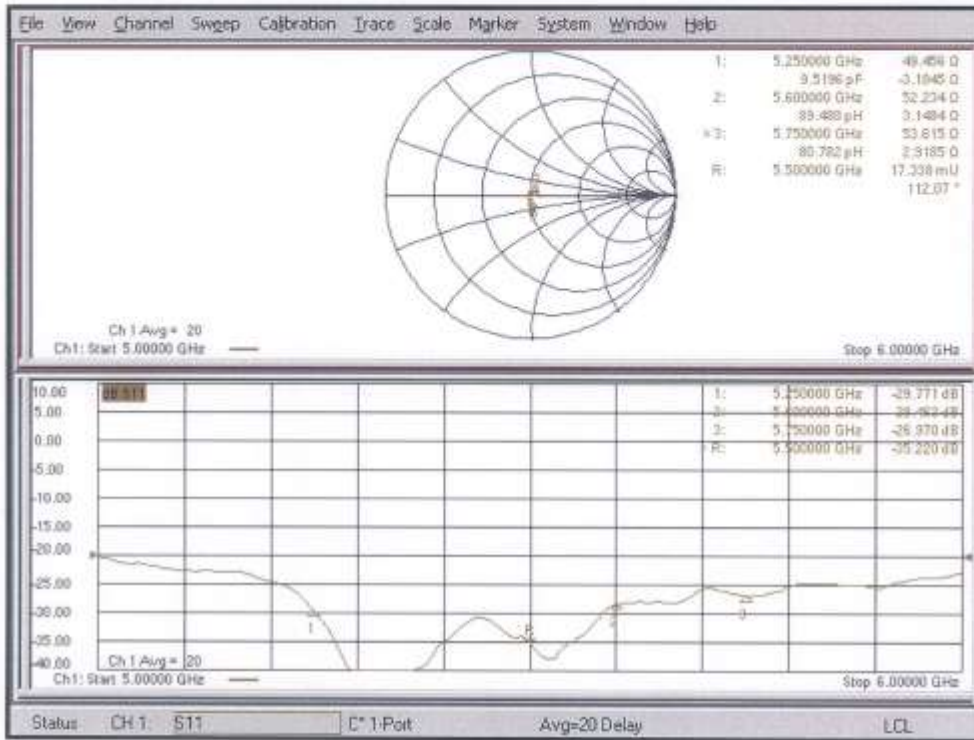 File View Channel Sweep Calibration Trace Scale Marker System Window Help
1: 5.250000 GHz 49.456 Ω
9.5196 pF -3.1845 Ω
2: 5.600000 GHz 52.234 Ω
89.480 pH 3.1484 Ω
>3: 5.750000 GHz 53.615 Ω
80.782 pH 2.9185 Ω
R: 5.500000 GHz 17.338 mU
112.07 °
Ch 1 Avg = 20
Ch1: Start 5.00000 GHz
Stop 6.00000 GHz
10.00
dB S11
1: 5.250000 GHz -29.771 dB
5.00
2: 5.600000 GHz
3: 5.750000 GHz -26.970 dB
0.00
> R: 5.500000 GHz -35.220 dB
-5.00
-10.00
-15.00
-20.00
-25.00
-30.00
1
2
3
R
-35.00
-40.00
Ch 1 Avg = 20
Ch1: Start 5.00000 GHz
Stop 6.00000 GHz
Status CH 1: S11 C* 1-Port Avg=20 Delay LCL